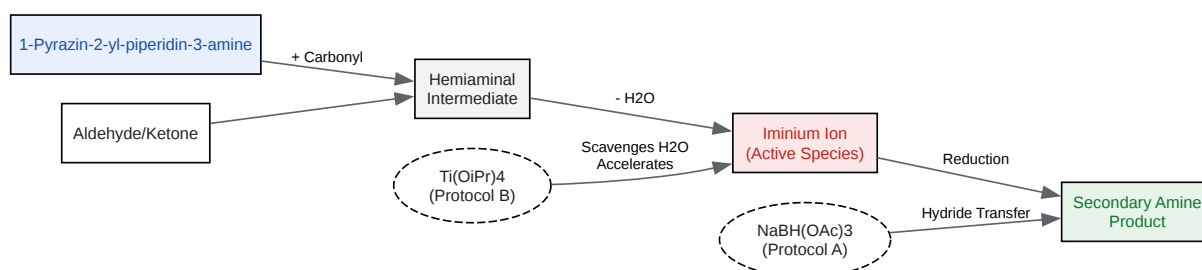 1-Pyrazin-2-yl-piperidin-3-amine
+ Carbonyl
Aldehyde/Ketone
Hemiaminal
Intermediate
- H2O
Scavenges H2O
Accelerates
Ti(OiPr)4
(Protocol B)
Iminium Ion
(Active Species)
Reduction
Hydride Transfer
NaBH(OAc)3
(Protocol A)
Secondary Amine
Product